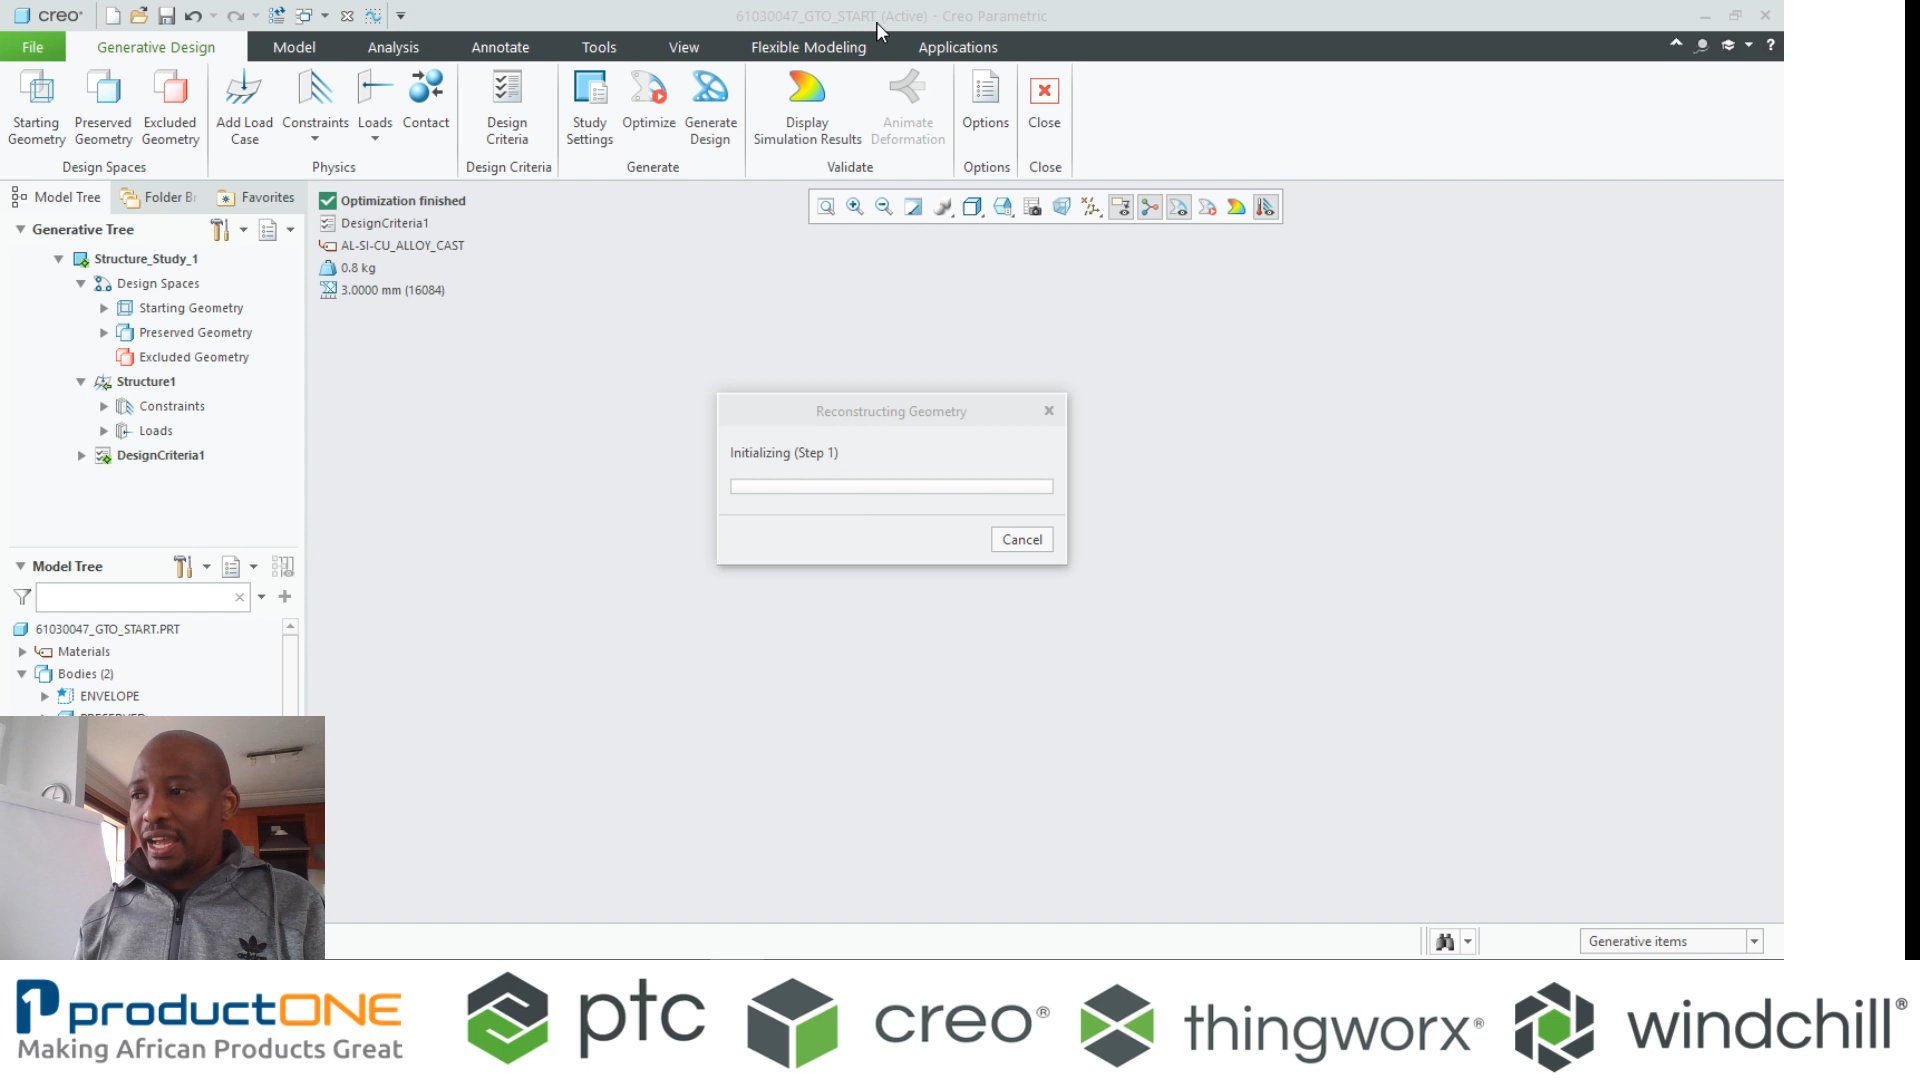 creo®
61030047_GTO_START (Active) - Creo Parametric
File
Generative Design
Model
Analysis
Annotate
Tools
View
Flexible Modeling
Applications
?
Starting Geometry
Preserved Geometry
Excluded Geometry
Add Load Case
Constraints
Loads
Contact
Design Criteria
Study Settings
Optimize
Generate Design
Display Simulation Results
Animate Deformation
Options
Close
Design Spaces
Physics
Design Criteria
Generate
Validate
Options
Close
Model Tree
Folder Br
Favorites
Generative Tree
Structure_Study_1
Design Spaces
Starting Geometry
Preserved Geometry
Excluded Geometry
Structure1
Constraints
Loads
DesignCriteria1
Optimization finished
DesignCriteria1
AL-SI-CU_ALLOY_CAST
0.8 kg
3.0000 mm (16084)
Reconstructing Geometry
Initializing (Step 1)
Cancel
Model Tree
61030047_GTO_START.PRT
Materials
Bodies (2)
ENVELOPE
Generative items
productONE
Making African Products Great
ptc
creo®
thingworx®
windchill®